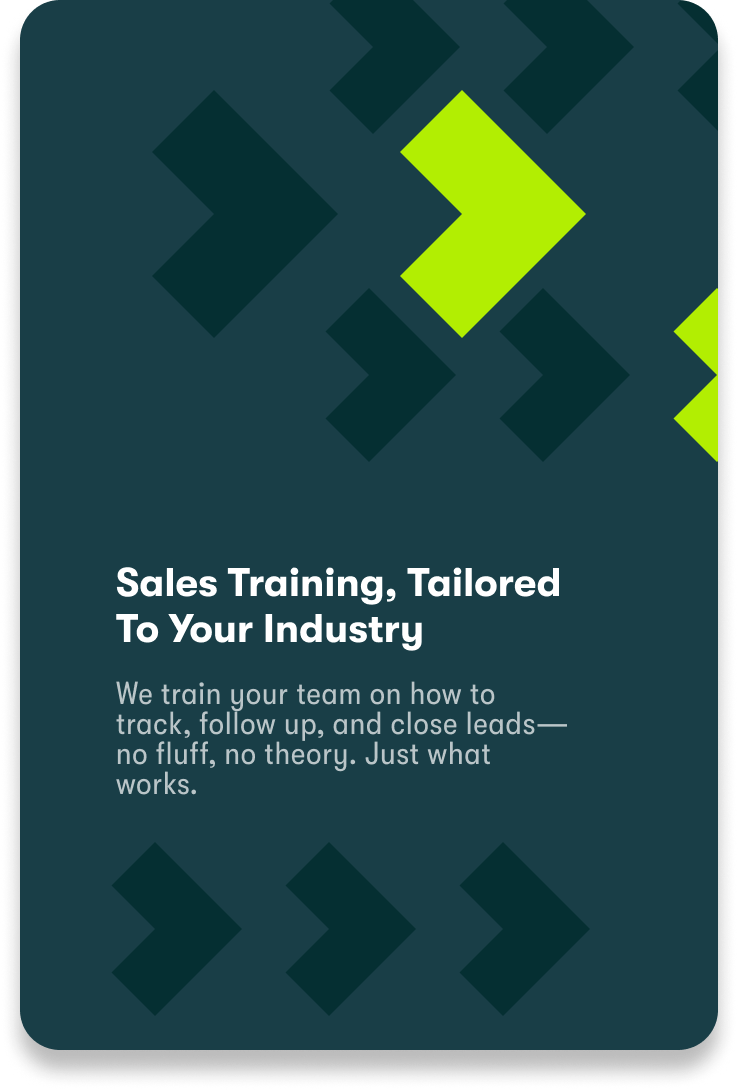 Sales Training, Tailored
To Your Industry
We train your team on how to
track, follow up, and close leads—
no fluff, no theory. Just what
works.